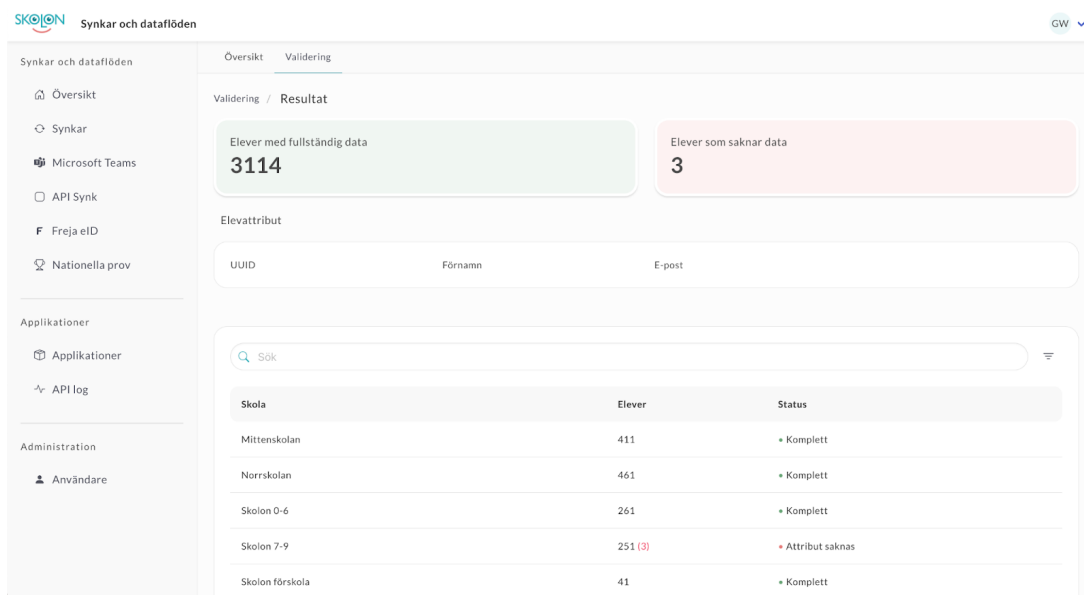 SKOLON Synkar och dataflöden GW
Synkar och dataflöden
Översikt
Synkar
Microsoft Teams
API Synk
F Freja eID
Nationella prov
Applikationer
Applikationer
API log
Administration
Användare
Översikt Validering
Validering / Resultat
Elever med fullständig data
3114
Elever som saknar data
3
Elevattribut
UUID Förnamn E-post
Sök
Skola Elever Status
Mittenskolan 411 • Komplett
Norrskolan 461 • Komplett
Skolon 0-6 261 • Komplett
Skolon 7-9 251 (3) • Attribut saknas
Skolon förskola 41 • Komplett